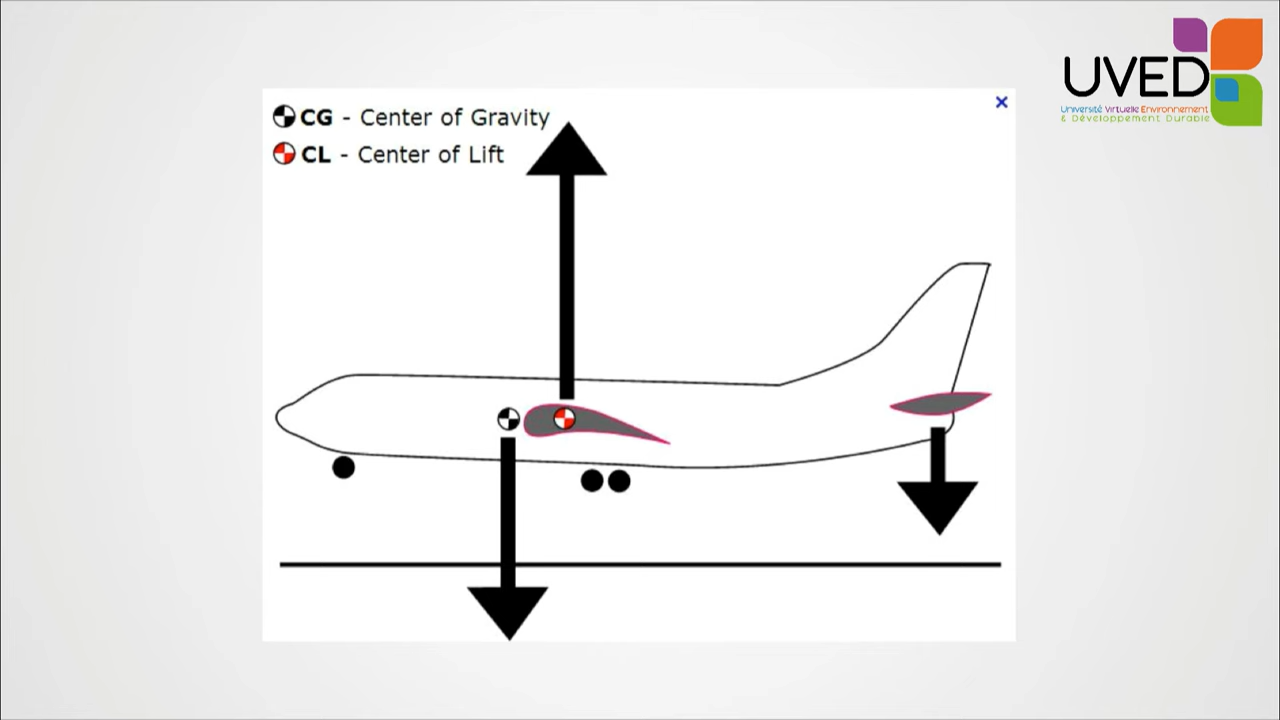 CG - Center of Gravity
CL - Center of Lift
UVED
Université Virtuelle Environnement
& Développement Durable